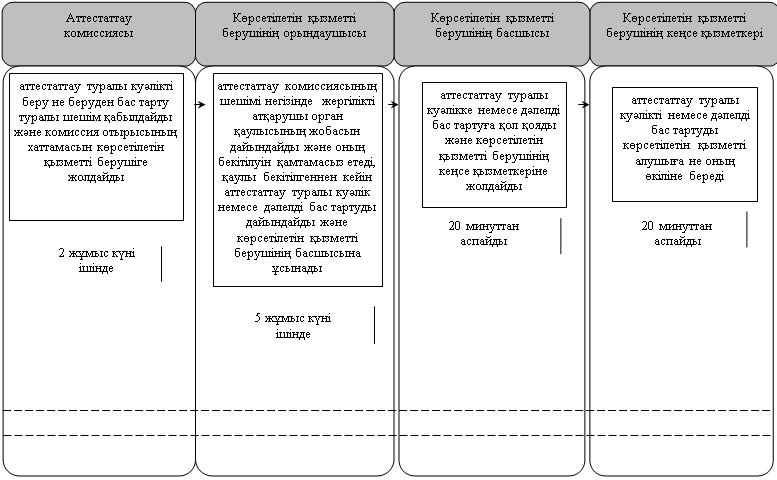 Аттестаттау
комиссиясы
Көрсетілетін қызметті
берушінің орындаушысы
Көрсетілетін қызметті
берушінің басшысы
Көрсетілетін қызметті
берушінің кеңсе қызметкері
аттестаттау туралы куәлікті
беру не беруден бас тарту
туралы шешім қабылдайды
және комиссия отырысының
хаттамасын көрсетілетін
қызметті берушіге
жолдайды
2 жұмыс күні
ішінде
аттестаттау комиссиясының
шешімі негізінде жергілікті
атқарушы орган
қаулысының жобасын
дайындайды және оның
бекітілуін қамтамасыз етеді,
қаулы бекітілгеннен кейін
аттестаттау туралы куәлік
немесе дәлелді бас тартуды
дайындайды және
көрсетілетін қызметті
берушінің басшысына
ұсынады
5 жұмыс күні
ішінде
аттестаттау туралы
куәлікке немесе дәлелді
бас тартуға қол қояды
және көрсетілетін
қызметті берушінің
кеңсе қызметкеріне
жолдайды
20 минуттан
аспайды
аттестаттау туралы
куәлікті немесе дәлелді
бас тартуды
көрсетілетін қызметті
алушыға не оның
өкіліне береді
20 минуттан
аспайды